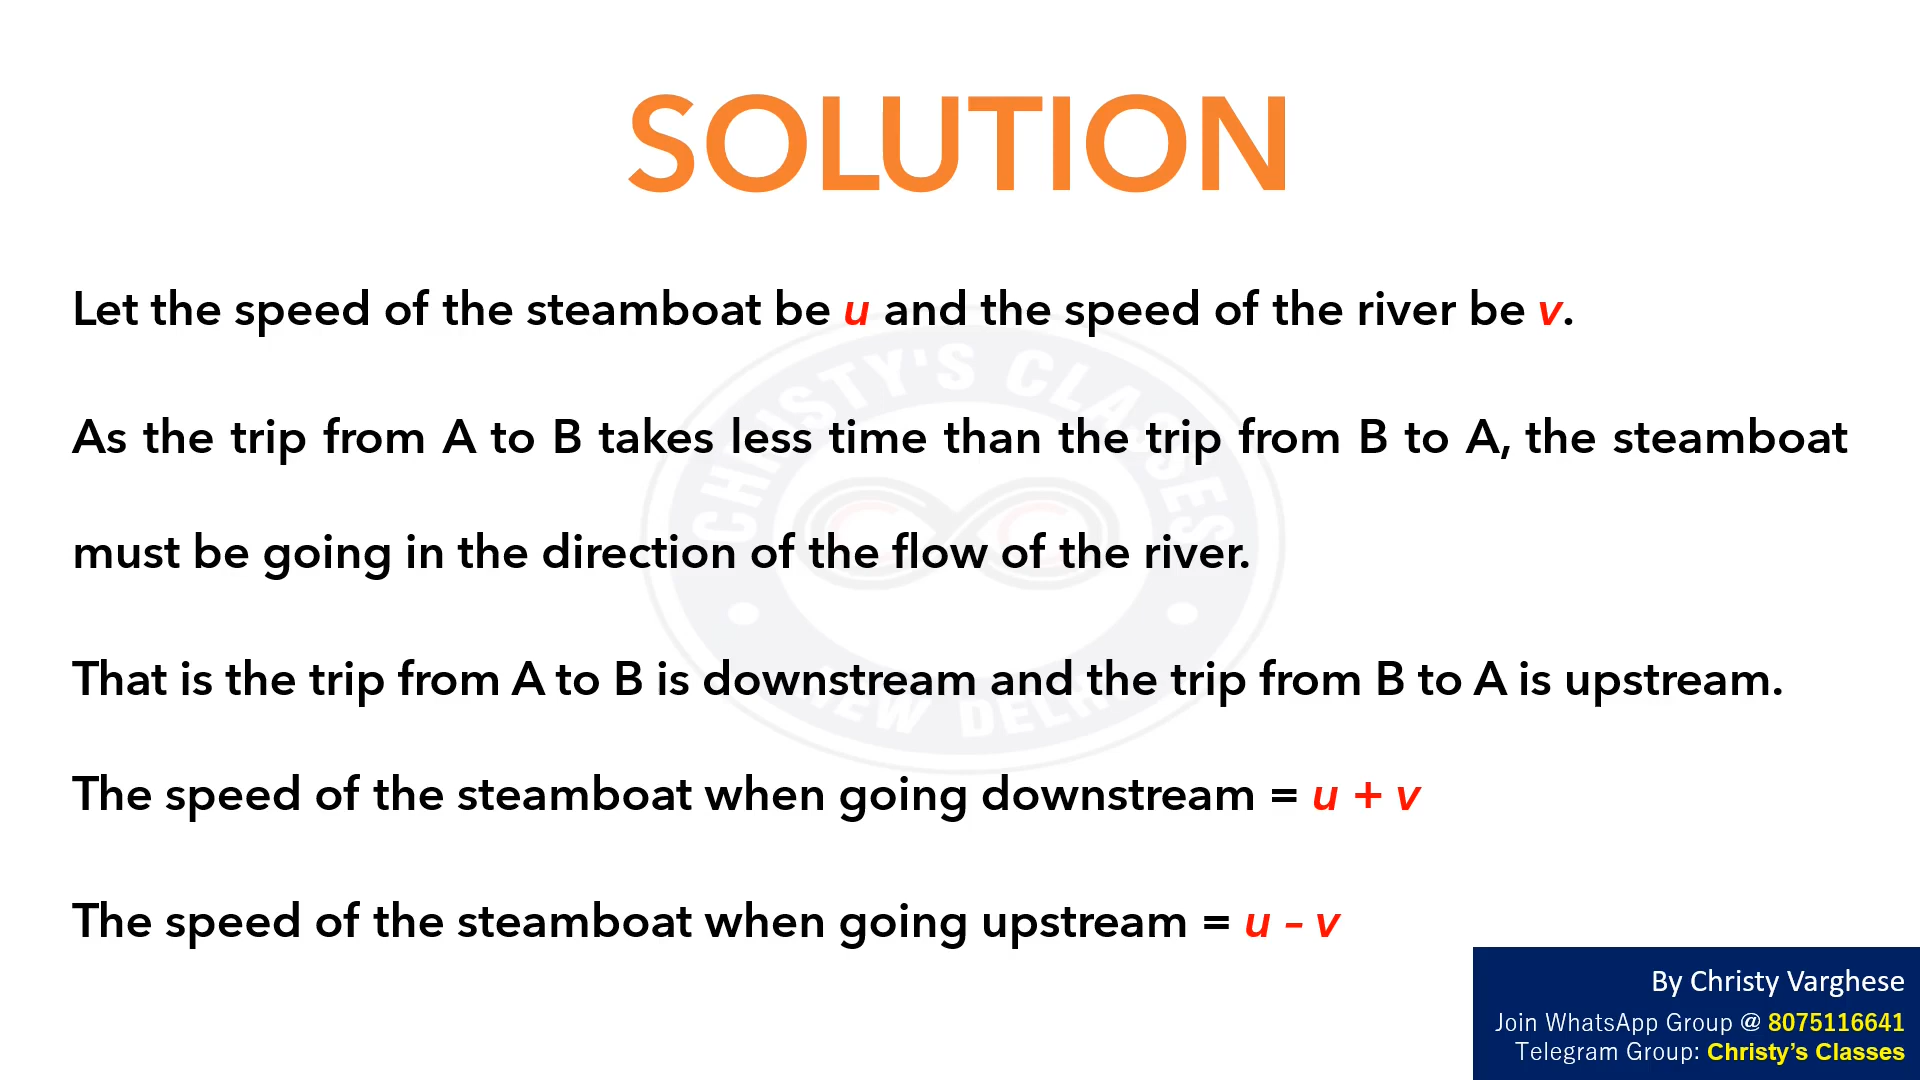 SOLUTION
Let the speed of the steamboat be u and the speed of the river be v.
As the trip from A to B takes less time than the trip from B to A, the steamboat
must be going in the direction of the flow of the river.
That is the trip from A to B is downstream and the trip from B to A is upstream.
The speed of the steamboat when going downstream = u + v
The speed of the steamboat when going upstream = u – v
CHRISTY'S CLASSES
NEW DELHI
By Christy Varghese
Join WhatsApp Group @ 8075116641
Telegram Group: Christy’s Classes